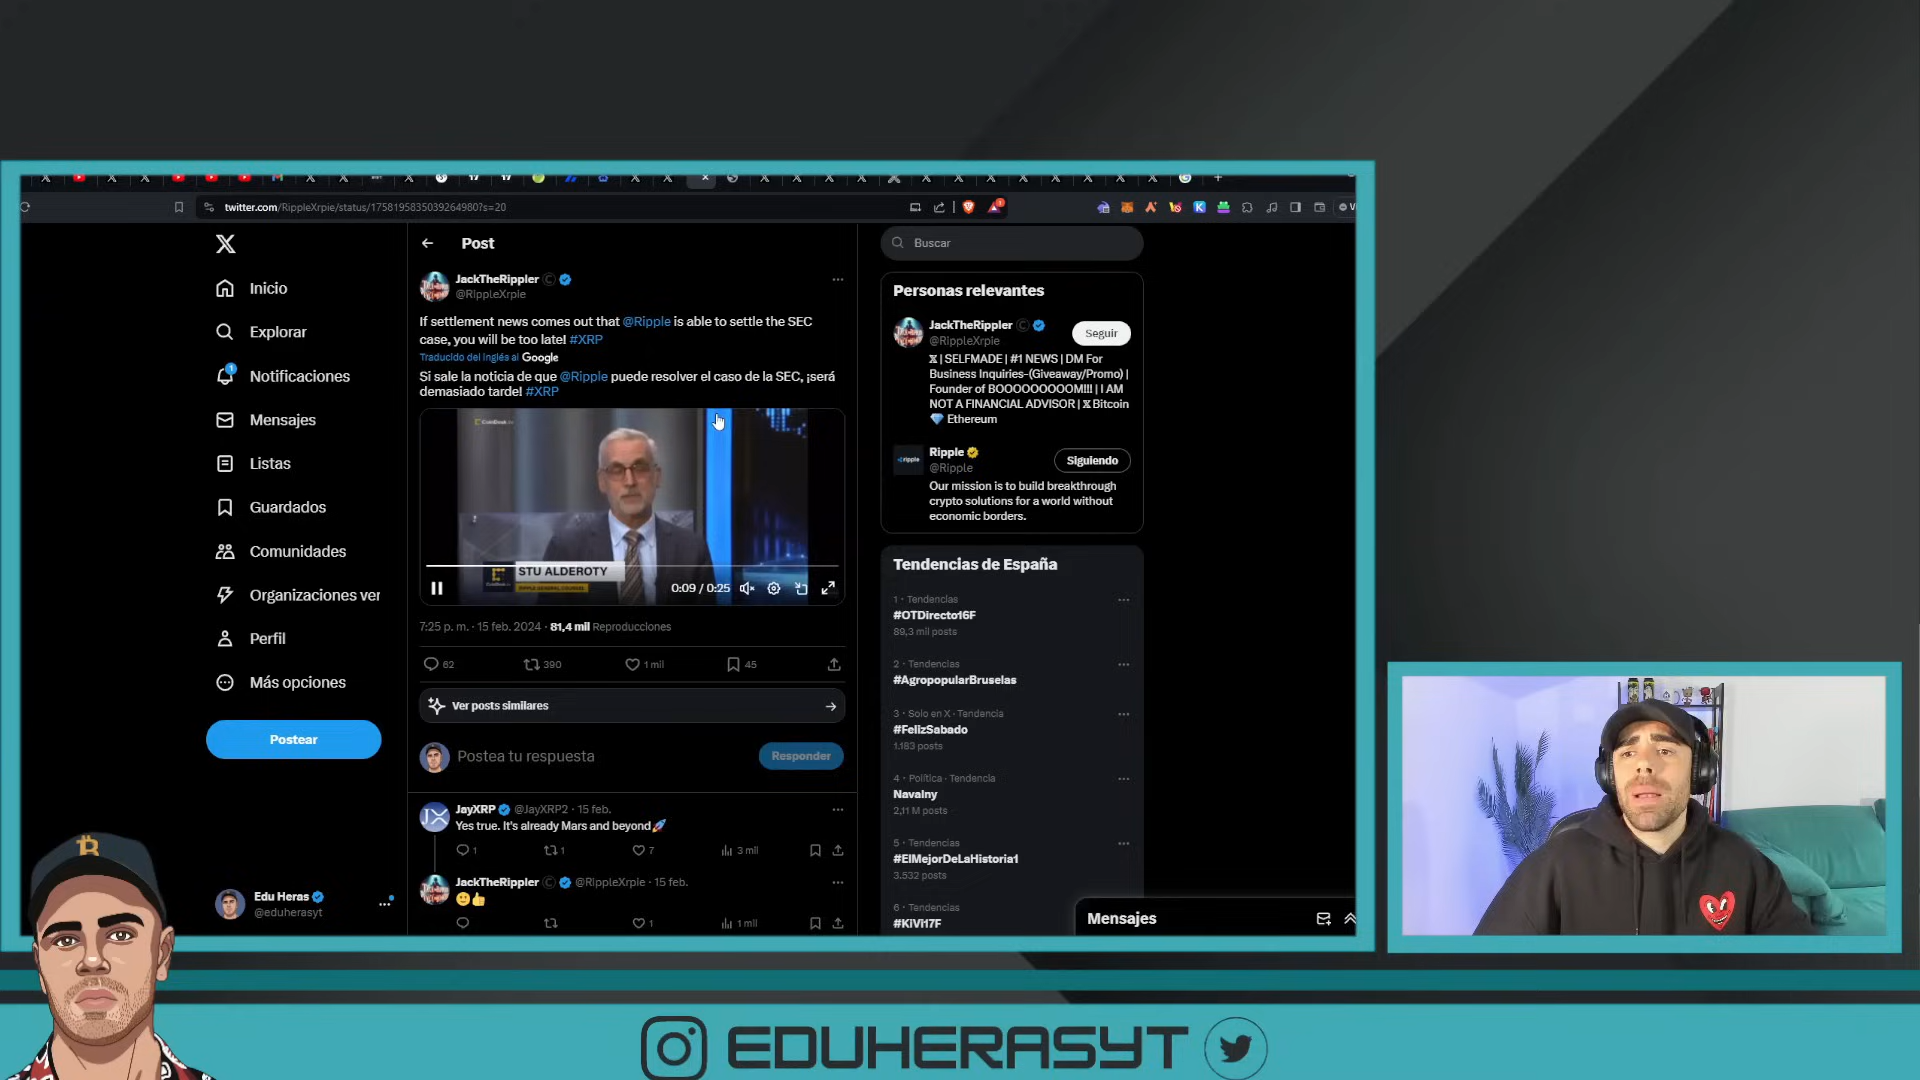 twitter.com/RippleXrpie/status/1758195835039264980?s=20
Post
JackTheRippler
@RippleXrpie
If settlement news comes out that @Ripple is able to settle the SEC
case, you will be too late! #XRP
Traducido del inglés al Google
Si sale la noticia de que @Ripple puede resolver el caso de la SEC, ¡será
demasiado tarde! #XRP
CoinDesk
STU ALDEROTY
RIPPLE GENERAL COUNSEL
0:09 / 0:25
7:25 p. m. · 15 feb. 2024 · 81,4 mil Reproducciones
62
390
1 mil
45
Ver posts similares
Postea tu respuesta
Responder
JayXRP @JayXRP2 · 15 feb.
Yes true. It's already Mars and beyond🚀
1
1
7
3 mil
JackTheRippler @RippleXrpie · 15 feb.
🙂👍
1
1 mil
Inicio
Explorar
1
Notificaciones
Mensajes
Listas
Guardados
Comunidades
Organizaciones ver
Perfil
Más opciones
Postear
Edu Heras
@eduherasyt
Buscar
Personas relevantes
JackTheRippler
@RippleXrpie
Seguir
𝕏 | SELFMADE | #1 NEWS | DM For
Business Inquiries-(Giveaway/Promo) |
Founder of BOOOOOOOOM!!! | I AM
NOT A FINANCIAL ADVISOR | 𝕏 Bitcoin
💎 Ethereum
ripple
Ripple
@Ripple
Siguiendo
Our mission is to build breakthrough
crypto solutions for a world without
economic borders.
Tendencias de España
1 · Tendencias
#OTDirecto16F
89,3 mil posts
2 · Tendencias
#AgropopularBruselas
3 · Solo en X · Tendencia
#FelizSabado
1.183 posts
4 · Política · Tendencia
Navalny
2,11 M posts
5 · Tendencias
#ElMejorDeLaHistoria1
3.532 posts
6 · Tendencias
#KiVi17F
Mensajes
EDUHERASYT